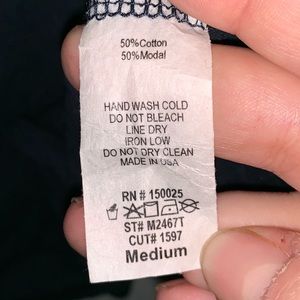 50%Cotton
50%Modal
HAND WASH COLD
DO NOT BLEACH
LINE DRY
IRON LOW
DO NOT DRY CLEAN
MADE IN USA
RN # 150025
ST# M2467T
CUT# 1597
Medium